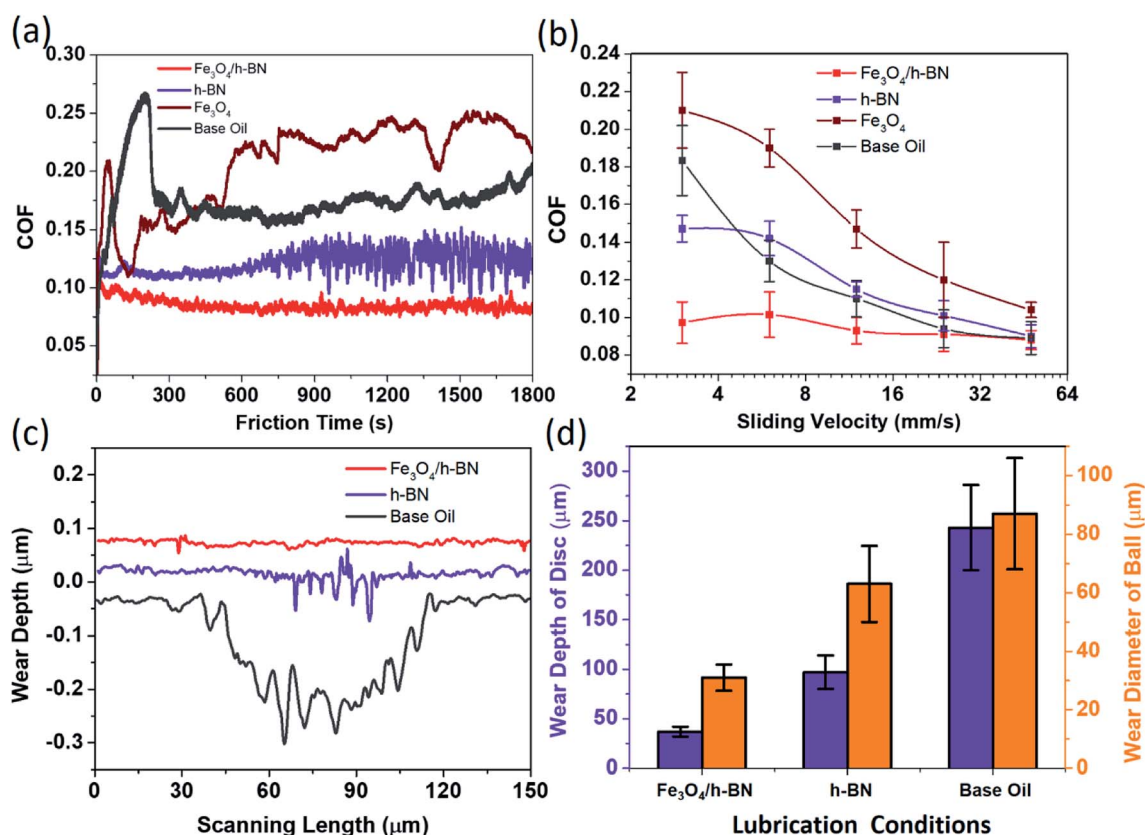 (a)
0.30
0.25
0.20
0.15
0.10
0.05
COF
Fe₃O₄/h-BN
h-BN
Fe₃O₄
Base Oil
0 300 600 900 1200 1500 1800
Friction Time (s)
(b)
0.24
0.22
0.20
0.18
0.16
0.14
0.12
0.10
0.08
COF
Fe₃O₄/h-BN
h-BN
Fe₃O₄
Base Oil
2 4 8 16 32 64
Sliding Velocity (mm/s)
(c)
0.2
0.1
0.0
-0.1
-0.2
-0.3
Wear Depth (μm)
Fe₃O₄/h-BN
h-BN
Base Oil
0 30 60 90 120 150
Scanning Length (μm)
(d)
300
250
200
150
100
50
0
Wear Depth of Disc (μm)
100
80
60
40
20
0
Wear Diameter of Ball (μm)
Fe₃O₄/h-BN h-BN Base Oil
Lubrication Conditions